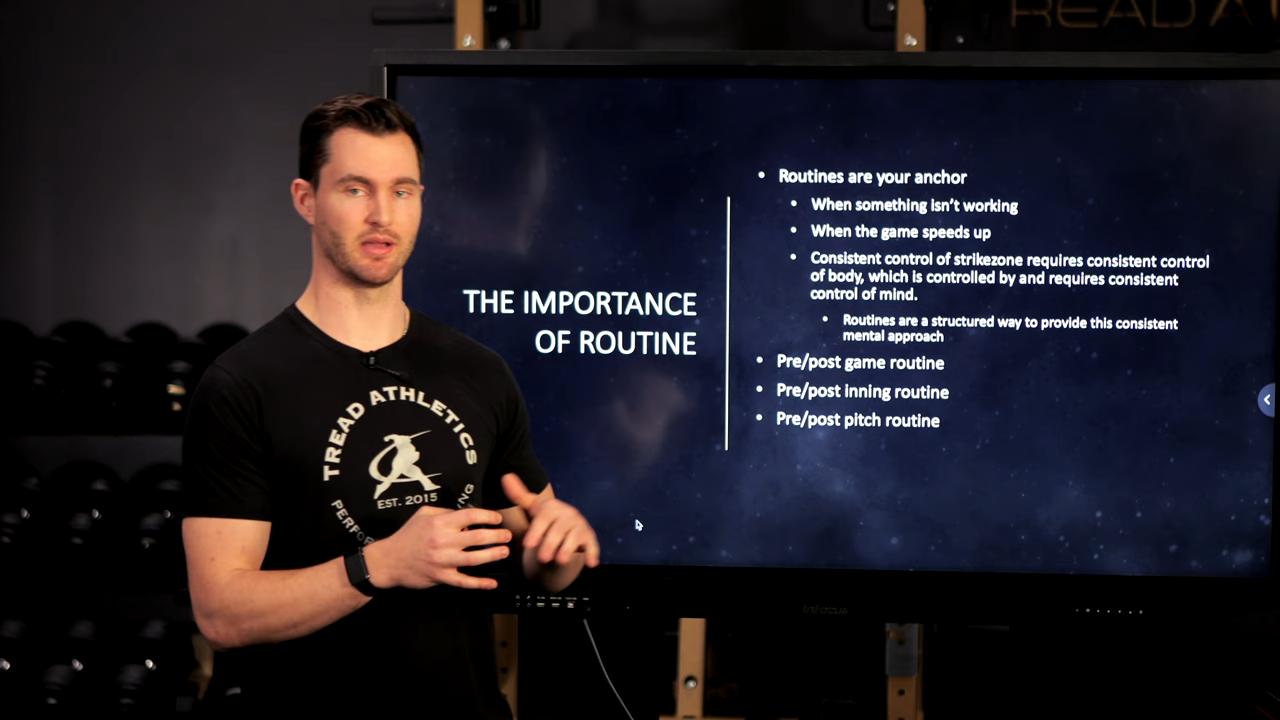 READ A
THE IMPORTANCE
OF ROUTINE
• Routines are your anchor
• When something isn't working
• When the game speeds up
• Consistent control of strikezone requires consistent control
of body, which is controlled by and requires consistent
control of mind.
• Routines are a structured way to provide this consistent
mental approach
• Pre/post game routine
• Pre/post inning routine
• Pre/post pitch routine
TREAD ATHLETICS
EST. 2015
InFocus